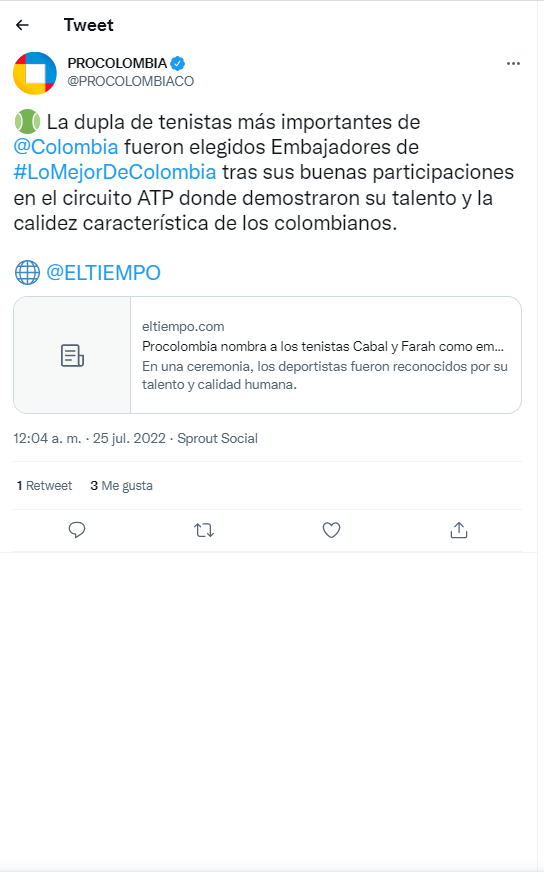 Tweet
PROCOLOMBIA
@PROCOLOMBIACO
La dupla de tenistas más importantes de
@Colombia fueron elegidos Embajadores de
#LoMejorDeColombia tras sus buenas participaciones
en el circuito ATP donde demostraron su talento y la
calidez característica de los colombianos.
@ELTIEMPO
eltiempo.com
Procolombia nombra a los tenistas Cabal y Farah como em...
En una ceremonia, los deportistas fueron reconocidos por su
talento y calidad humana.
12:04 a. m. · 25 jul. 2022 · Sprout Social
1 Retweet 3 Me gusta